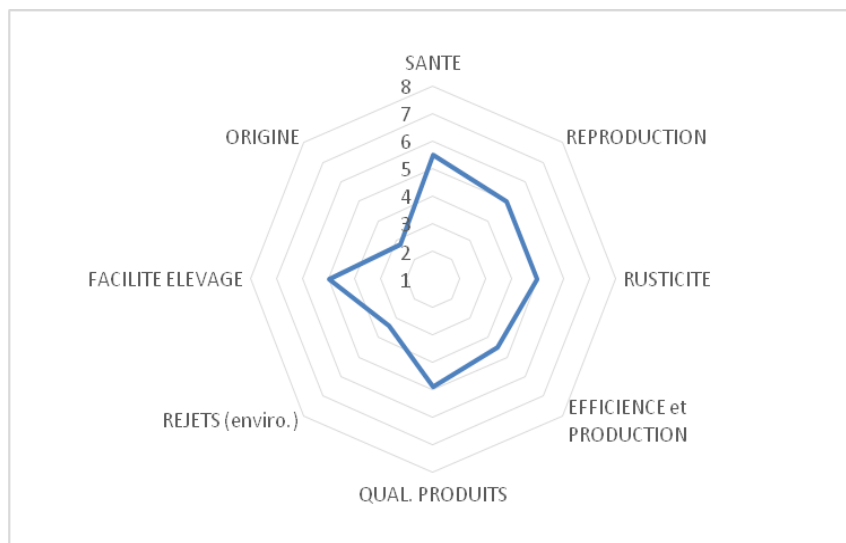 SANTE
8
7
6
5
4
3
2
1
REPRODUCTION
RUSTICITE
EFFICIENCE et
PRODUCTION
QUAL. PRODUITS
REJETS (enviro.)
FACILITE ELEVAGE
ORIGINE